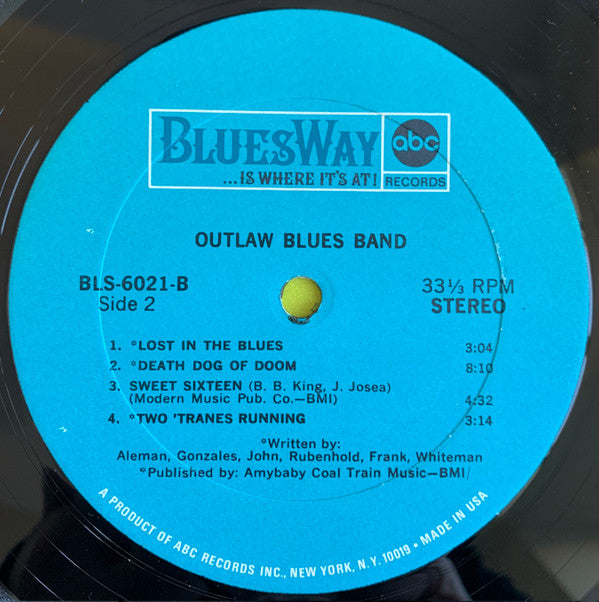 BLUESWAY
abc
...IS WHERE IT'S AT!
RECORDS
OUTLAW BLUES BAND
BLS-6021-B
33⅓ RPM
Side 2
STEREO
1. *LOST IN THE BLUES 3:04
2. *DEATH DOG OF DOOM 8:10
3. SWEET SIXTEEN (B. B. King, J. Josea)
(Modern Music Pub. Co.—BMI) 4:32
4. *TWO 'TRANES RUNNING 3:14
*Written by:
Aleman, Gonzales, John, Rubenhold, Frank, Whiteman
*Published by: Amybaby Coal Train Music—BMI
A PRODUCT OF ABC RECORDS INC., NEW YORK, N.Y. 10019 • MADE IN USA